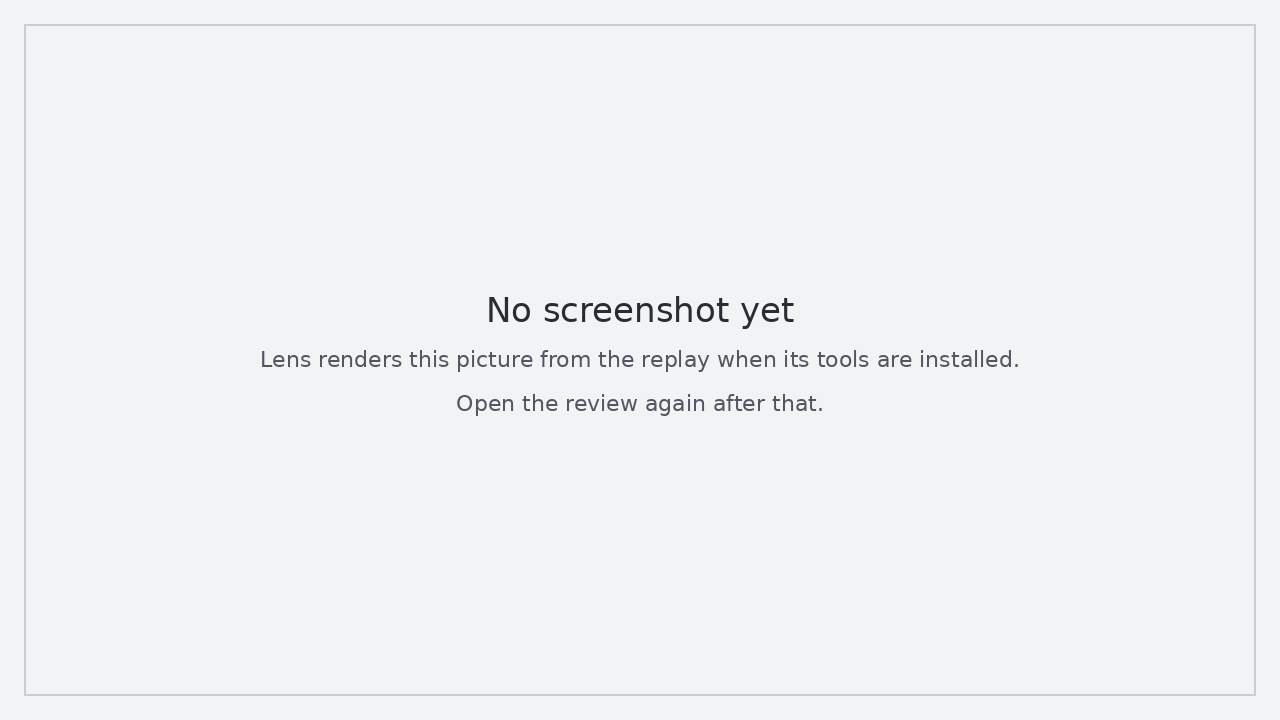 No screenshot yet
Lens renders this picture from the replay when its tools are installed.
Open the review again after that.